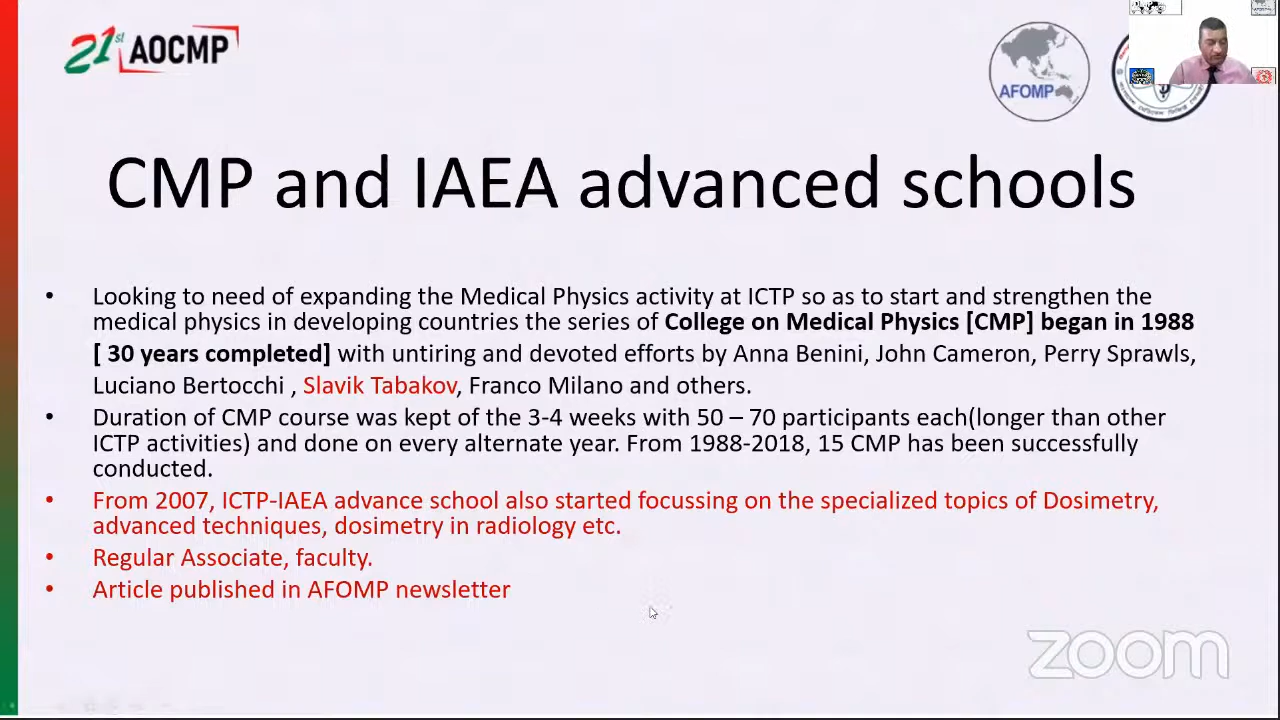 21st AOCMP
AFOMP
CMP and IAEA advanced schools
• Looking to need of expanding the Medical Physics activity at ICTP so as to start and strengthen the
medical physics in developing countries the series of College on Medical Physics [CMP] began in 1988
[ 30 years completed] with untiring and devoted efforts by Anna Benini, John Cameron, Perry Sprawls,
Luciano Bertocchi , Slavik Tabakov, Franco Milano and others.
• Duration of CMP course was kept of the 3-4 weeks with 50 – 70 participants each(longer than other
ICTP activities) and done on every alternate year. From 1988-2018, 15 CMP has been successfully
conducted.
• From 2007, ICTP-IAEA advance school also started focussing on the specialized topics of Dosimetry,
advanced techniques, dosimetry in radiology etc.
• Regular Associate, faculty.
• Article published in AFOMP newsletter
zoom